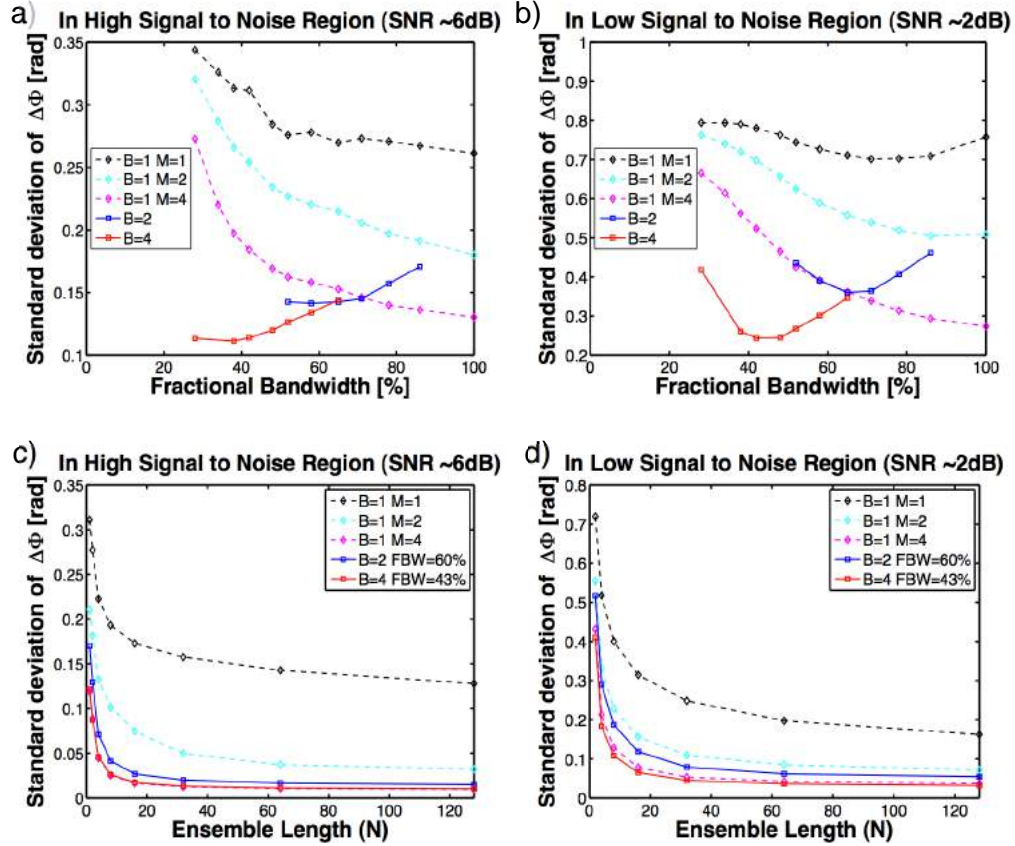 a)
In High Signal to Noise Region (SNR ~6dB)
Standard deviation of ΔΦ [rad]
0.35
0.3
0.25
0.2
0.15
0.1
B=1 M=1
B=1 M=2
B=1 M=4
B=2
B=4
0 20 40 60 80 100
Fractional Bandwidth [%]
b)
In Low Signal to Noise Region (SNR ~2dB)
Standard deviation of ΔΦ [rad]
1
0.9
0.8
0.7
0.6
0.5
0.4
0.3
0.2
B=1 M=1
B=1 M=2
B=1 M=4
B=2
B=4
0 20 40 60 80 100
Fractional Bandwidth [%]
c)
In High Signal to Noise Region (SNR ~6dB)
Standard deviation of ΔΦ [rad]
0.35
0.3
0.25
0.2
0.15
0.1
0.05
0
B=1 M=1
B=1 M=2
B=1 M=4
B=2 FBW=60%
B=4 FBW=43%
0 20 40 60 80 100 120
Ensemble Length (N)
d)
In Low Signal to Noise Region (SNR ~2dB)
Standard deviation of ΔΦ [rad]
0.8
0.7
0.6
0.5
0.4
0.3
0.2
0.1
0
B=1 M=1
B=1 M=2
B=1 M=4
B=2 FBW=60%
B=4 FBW=43%
0 20 40 60 80 100 120
Ensemble Length (N)